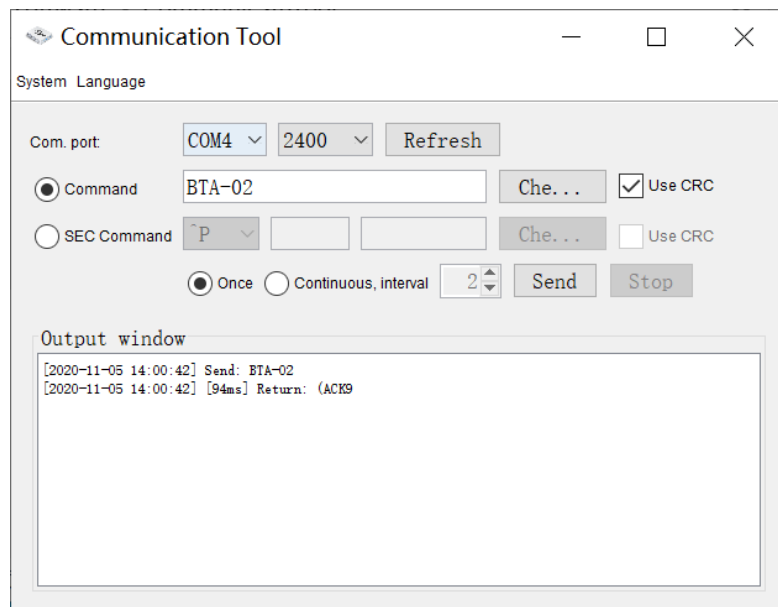 Communication Tool
System Language
Com. port: COM4 2400 Refresh
Command BTA-02 Che... Use CRC
SEC Command ^P Che... Use CRC
Once Continuous, interval 2 Send Stop
Output window
[2020-11-05 14:00:42] Send: BTA-02
[2020-11-05 14:00:42] [94ms] Return: (ACK9